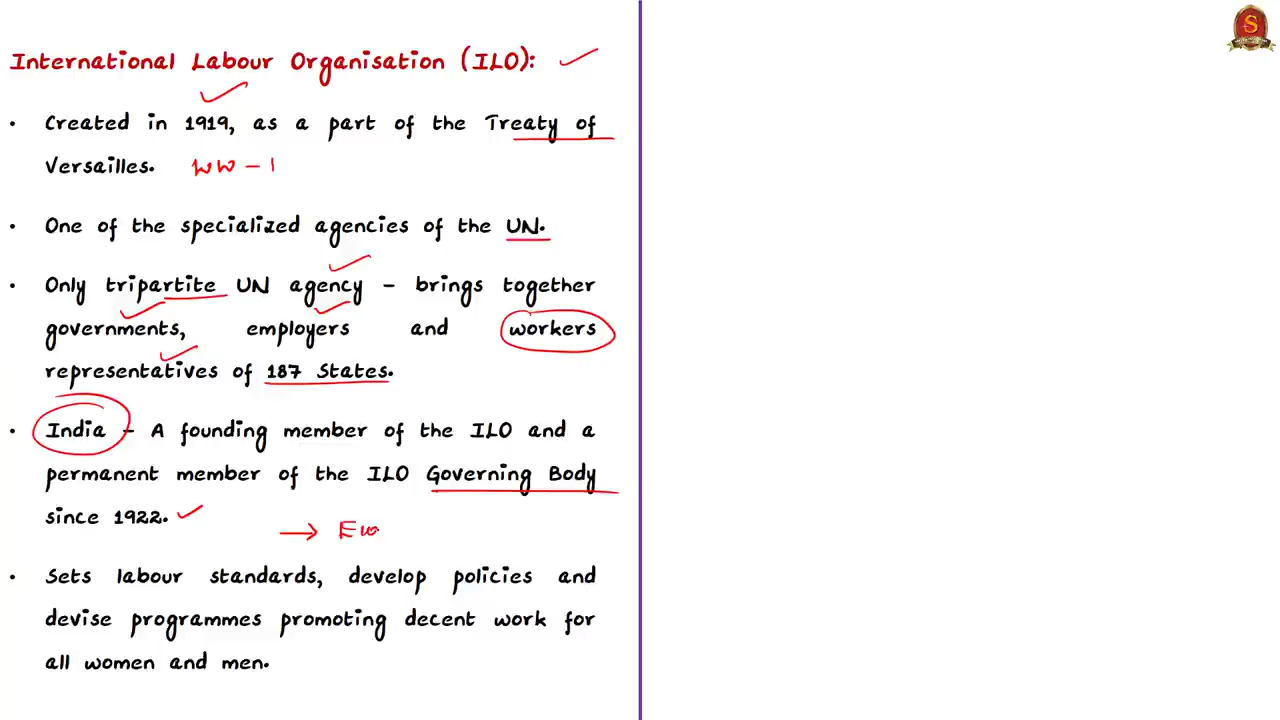 International Labour Organisation (ILO):
• Created in 1919, as a part of the Treaty of
Versailles. WW - I
• One of the specialized agencies of the UN.
• Only tripartite UN agency – brings together
governments, employers and workers
representatives of 187 States.
• India – A founding member of the ILO and a
permanent member of the ILO Governing Body
since 1922.
→
• Sets labour standards, develop policies and
devise programmes promoting decent work for
all women and men.
S